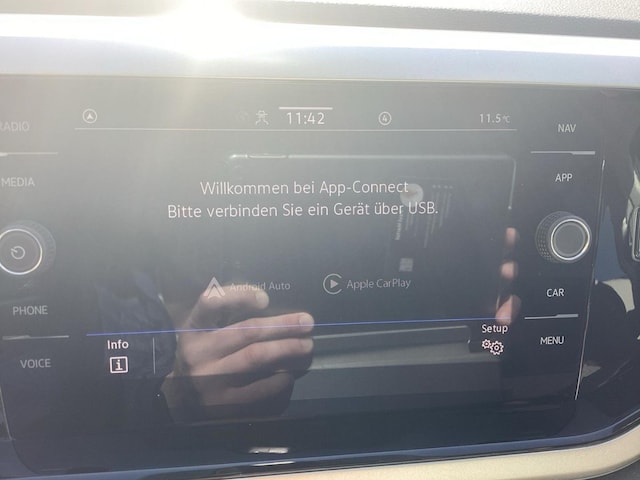 RADIO
11:42
4
11.5°C
NAV
MEDIA
APP
Willkommen bei App-Connect
Bitte verbinden Sie ein Gerät über USB.
Android Auto
Apple CarPlay
PHONE
CAR
Info
Setup
VOICE
MENU